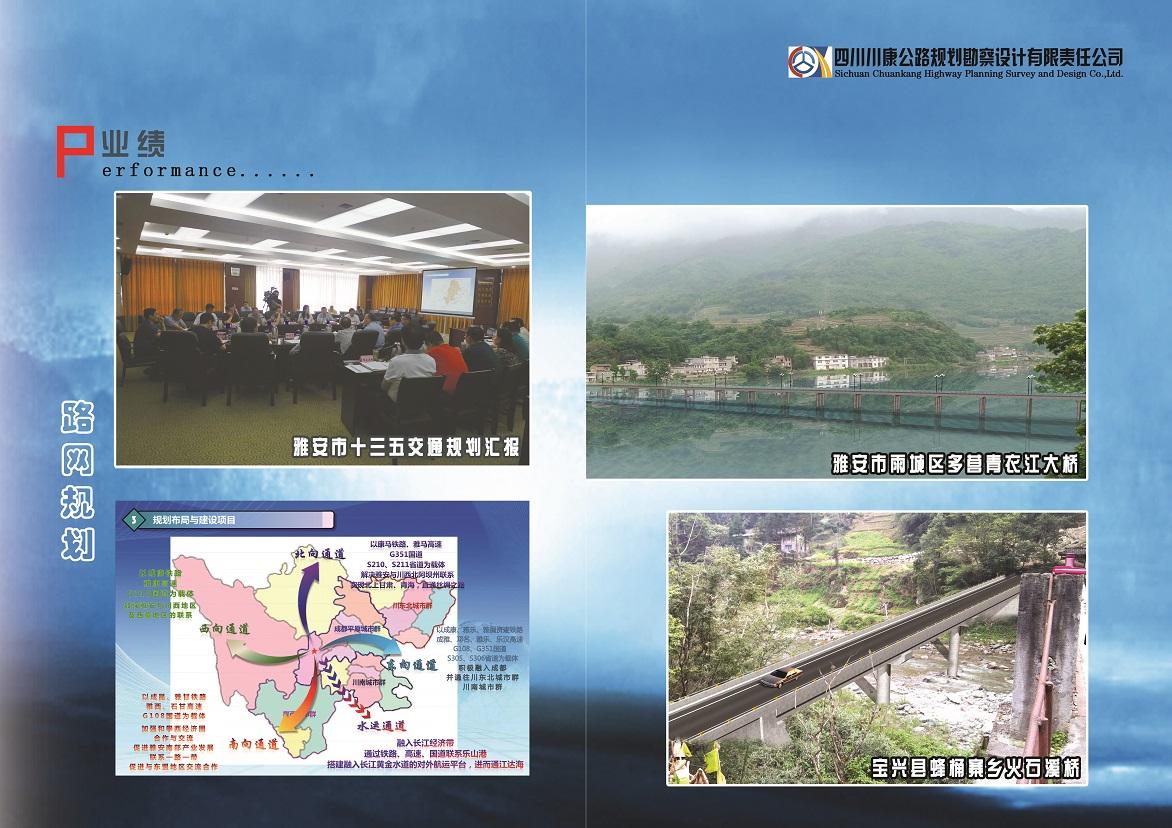 四川川康公路规划勘察设计有限责任公司
Sichuan Chuankang Highway Planning Survey and Design Co.,Ltd.
P业绩
erformance......
路网规划
雅安市十三五交通规划汇报
雅安市雨城区多营青衣江大桥
3 规划布局与建设项目
北向通道
以康马铁路、雅马高速
G351国道
S210、S211省道为载体
解决雅安与川西北阿坝州联系
川东北城市群
成都平原城市群
西向通道
东向通道
G108、G351国道
S305、S306省道为载体
积极融入成都
并通往川东北城市群
川南城市群
川南城市群
水运通道
南向通道
以成昆、雅甘铁路
雅西、石甘高速
G108国道为载体
加强和攀西经济圈
合作与交流
促进雅安南部产业发展
联系一路一带
促进与东盟地区交流合作
融入长江经济带
通过铁路、高速、国道联系乐山港
搭建融入长江黄金水道的对外航运平台，进而通江达海
宝兴县蜂桶寨乡火石溪桥